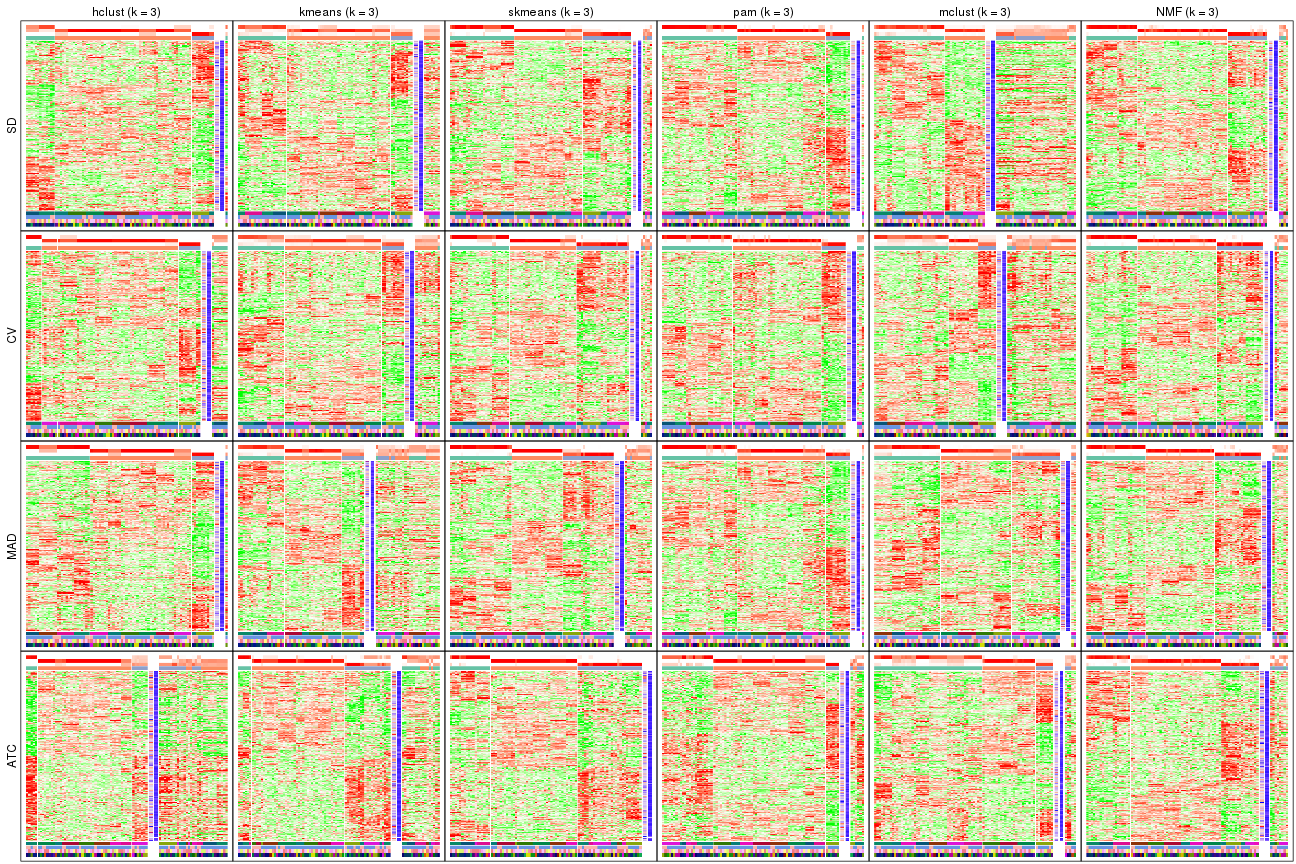 hclust (k = 3) kmeans (k = 3) skmeans (k = 3) pam (k = 3) mclust (k = 3) NMF (k = 3)
SD
CV
MAD
ATC